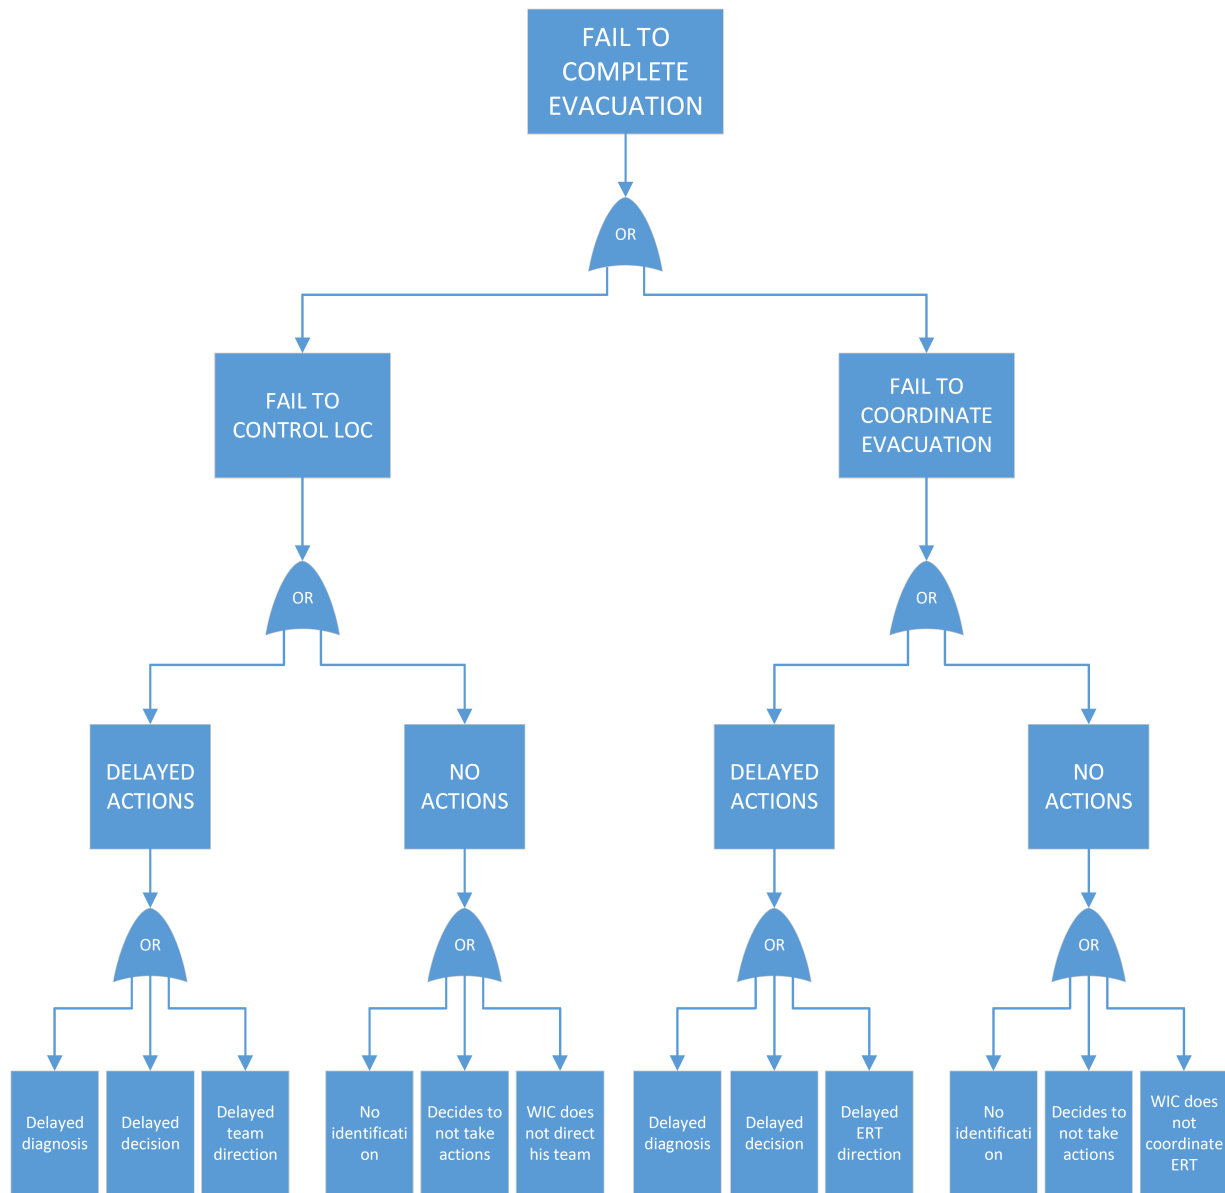 FAIL TO
COMPLETE
EVACUATION
OR
FAIL TO
CONTROL LOC
FAIL TO
COORDINATE
EVACUATION
OR
OR
DELAYED
ACTIONS
NO
ACTIONS
DELAYED
ACTIONS
NO
ACTIONS
OR
OR
OR
OR
Delayed
diagnosis
Delayed
decision
Delayed
team
direction
No
identificati
on
Decides to
not take
actions
WIC does
not direct
his team
Delayed
diagnosis
Delayed
decision
Delayed
ERT
direction
No
identificati
on
Decides to
not take
actions
WIC does
not
coordinate
ERT